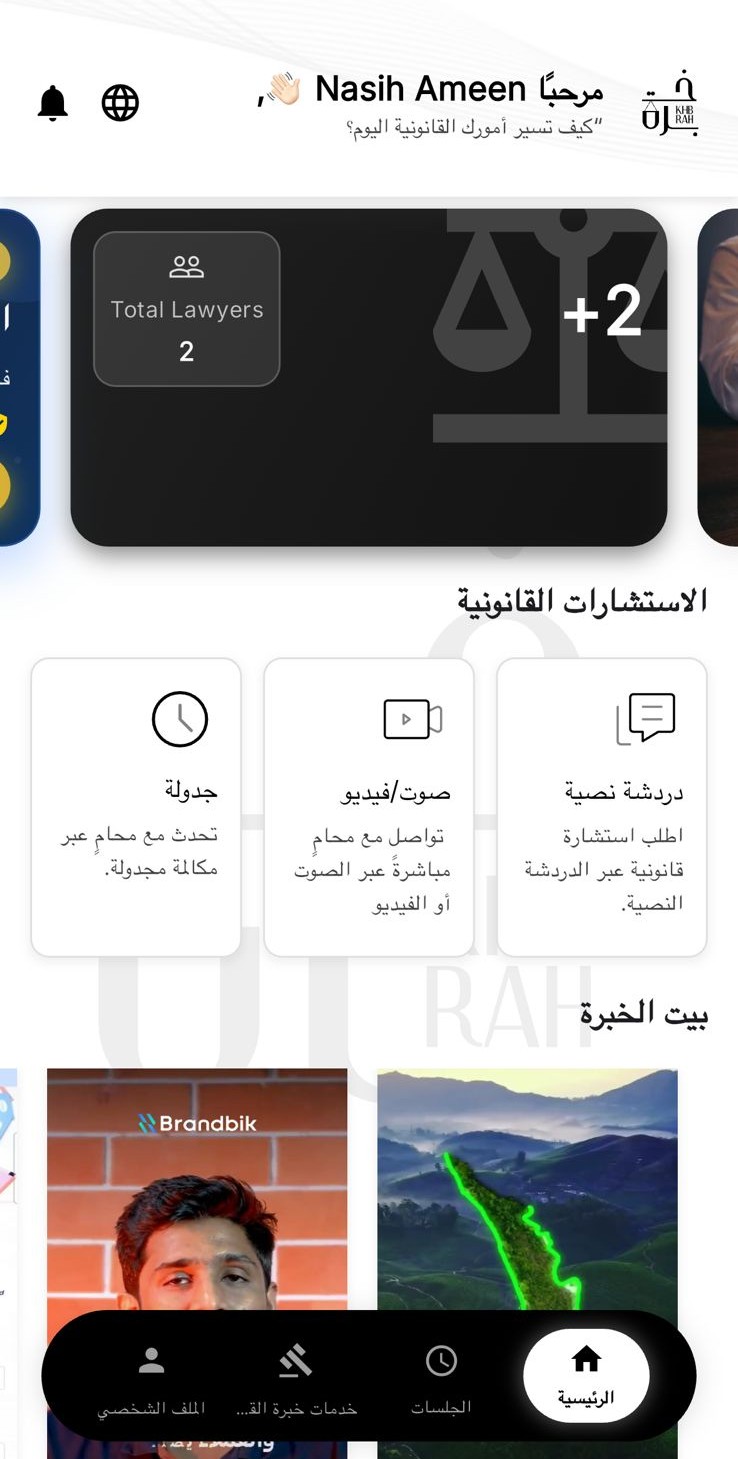 مرحبًا Nasih Ameen 👋🏻,
“كيف تسير أمورك القانونية اليوم؟
خبرة
KHB
RAH
Total Lawyers
2
+2
الاستشارات القانونية
دردشة نصية
اطلب استشارة
قانونية عبر الدردشة
النصية.
صوت/فيديو
تواصل مع محامٍ
مباشرةً عبر الصوت
أو الفيديو
جدولة
تحدث مع محامٍ عبر
مكالمة مجدولة.
RAH
بيت الخبرة
Brandbik
الرئيسية
الجلسات
خدمات خبرة الق...
الملف الشخصي